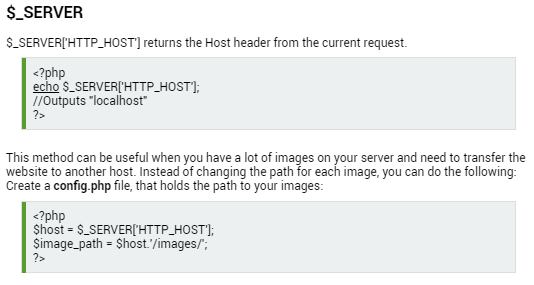 $_SERVER
$_SERVER['HTTP_HOST'] returns the Host header from the current request.
<?php
echo $_SERVER['HTTP_HOST'];
//Outputs "localhost"
?>
This method can be useful when you have a lot of images on your server and need to transfer the
website to another host. Instead of changing the path for each image, you can do the following:
Create a config.php file, that holds the path to your images:
<?php
$host = $_SERVER['HTTP_HOST'];
$image_path = $host.'/images/';
?>